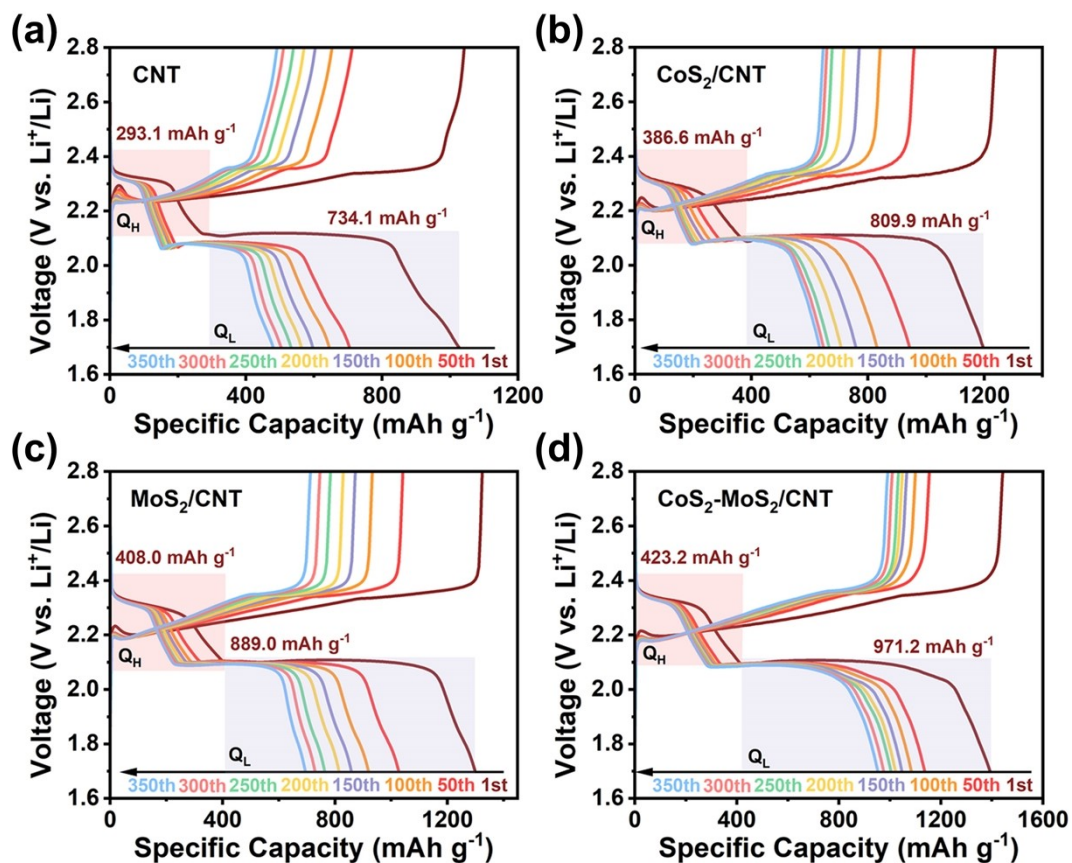 (a)
CNT
293.1 mAh g⁻¹
734.1 mAh g⁻¹
Q_H
Q_L
350th 300th 250th 200th 150th 100th 50th 1st
Voltage (V vs. Li⁺/Li)
2.8
2.6
2.4
2.2
2.0
1.8
1.6
0 400 800 1200
Specific Capacity (mAh g⁻¹)
(b)
CoS₂/CNT
386.6 mAh g⁻¹
809.9 mAh g⁻¹
Q_H
Q_L
350th 300th 250th 200th 150th 100th 50th 1st
Voltage (V vs. Li⁺/Li)
2.8
2.6
2.4
2.2
2.0
1.8
1.6
0 400 800 1200
Specific Capacity (mAh g⁻¹)
(c)
MoS₂/CNT
408.0 mAh g⁻¹
889.0 mAh g⁻¹
Q_H
Q_L
350th 300th 250th 200th 150th 100th 50th 1st
Voltage (V vs. Li⁺/Li)
2.8
2.6
2.4
2.2
2.0
1.8
1.6
0 400 800 1200
Specific Capacity (mAh g⁻¹)
(d)
CoS₂-MoS₂/CNT
423.2 mAh g⁻¹
971.2 mAh g⁻¹
Q_H
Q_L
350th 300th 250th 200th 150th 100th 50th 1st
Voltage (V vs. Li⁺/Li)
2.8
2.6
2.4
2.2
2.0
1.8
1.6
0 400 800 1200 1600
Specific Capacity (mAh g⁻¹)